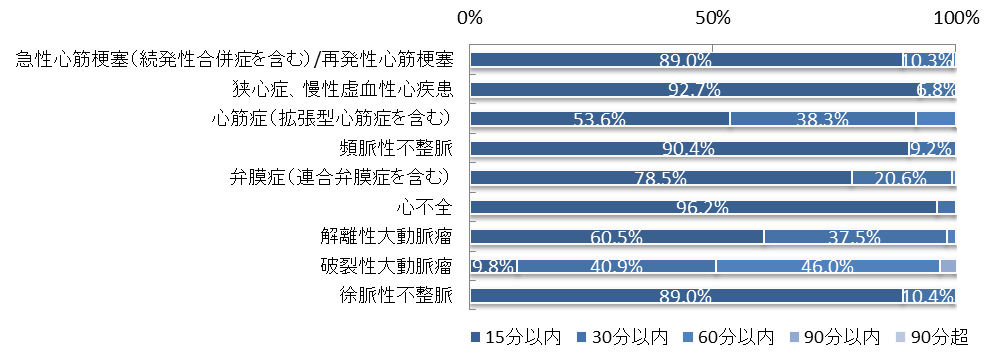 0% 50% 100%
急性心筋梗塞(続発性合併症を含む)/再発性心筋梗塞 89.0% 10.3%
狭心症、慢性虚血性心疾患 92.7% 6.8%
心筋症(拡張型心筋症を含む) 53.6% 38.3%
頻脈性不整脈 90.4% 9.2%
弁膜症(連合弁膜症を含む) 78.5% 20.6%
心不全 96.2%
解離性大動脈瘤 60.5% 37.5%
破裂性大動脈瘤 9.8% 40.9% 46.0%
徐脈性不整脈 89.0% 10.4%
15分以内 30分以内 60分以内 90分以内 90分超